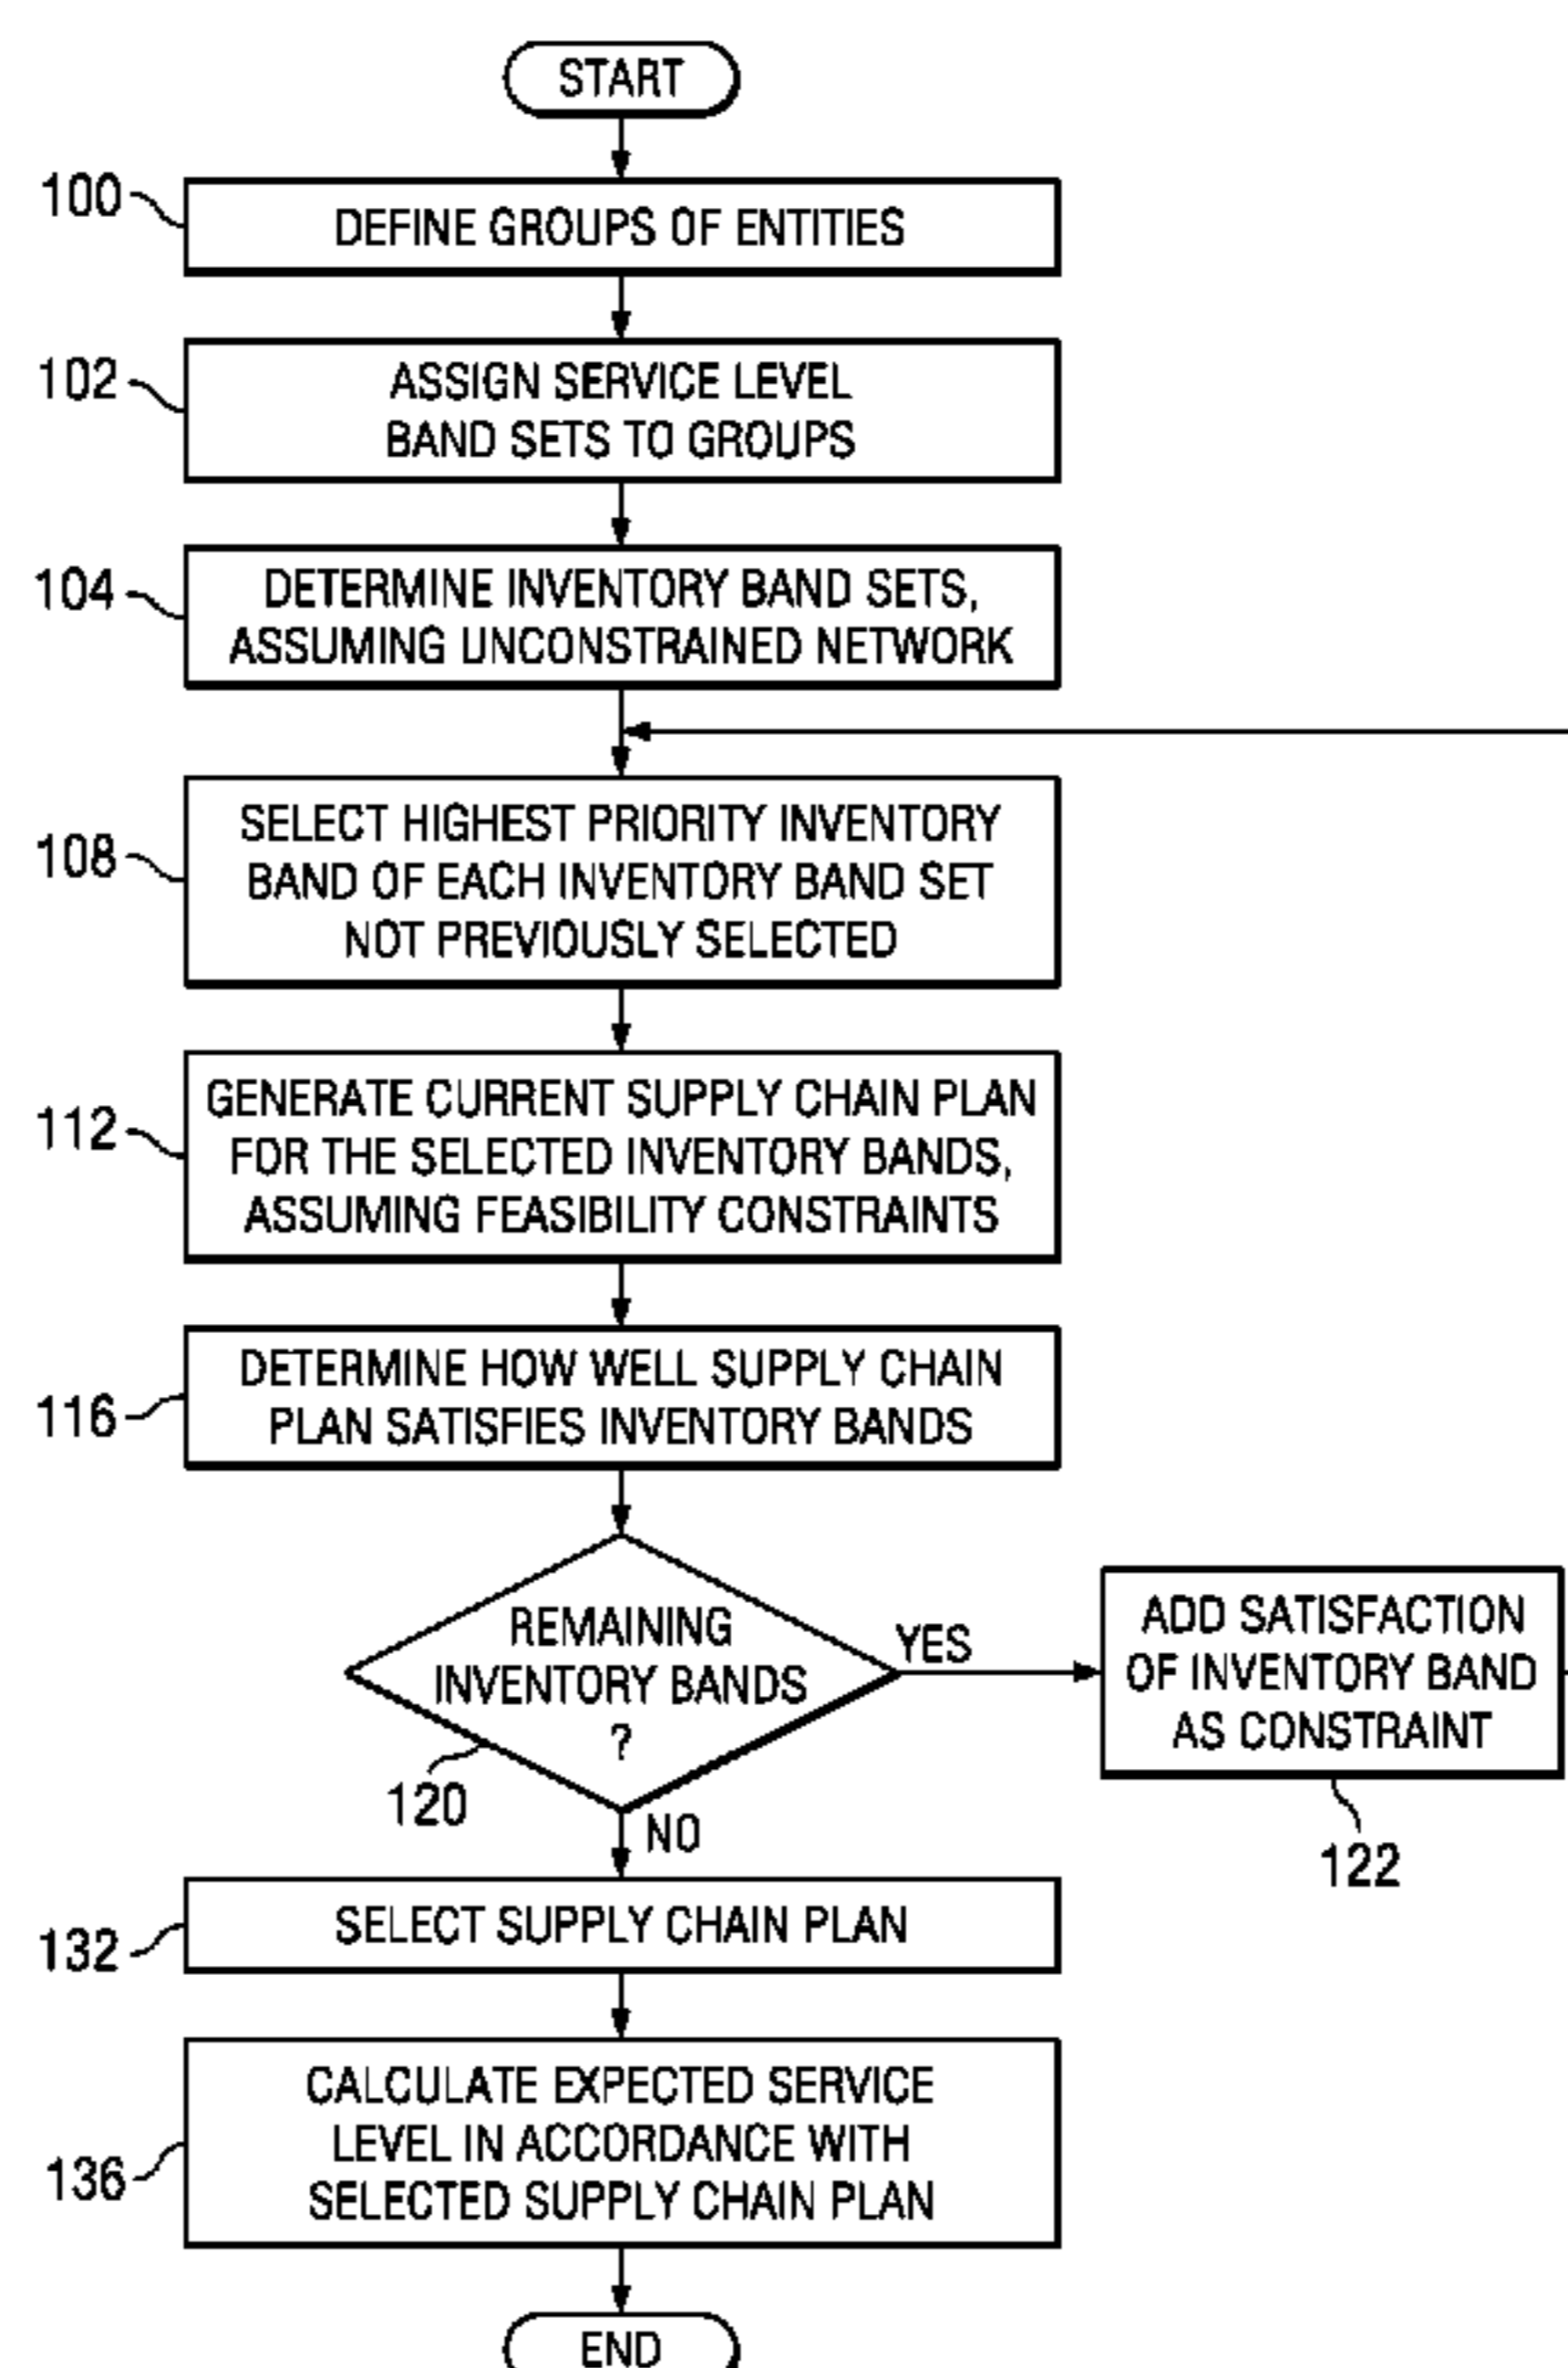 START
100
DEFINE GROUPS OF ENTITIES
102
ASSIGN SERVICE LEVEL
BAND SETS TO GROUPS
104
DETERMINE INVENTORY BAND SETS,
ASSUMING UNCONSTRAINED NETWORK
108
SELECT HIGHEST PRIORITY INVENTORY
BAND OF EACH INVENTORY BAND SET
NOT PREVIOUSLY SELECTED
112
GENERATE CURRENT SUPPLY CHAIN PLAN
FOR THE SELECTED INVENTORY BANDS,
ASSUMING FEASIBILITY CONSTRAINTS
116
DETERMINE HOW WELL SUPPLY CHAIN
PLAN SATISFIES INVENTORY BANDS
REMAINING
INVENTORY BANDS
?
120
YES
ADD SATISFACTION
OF INVENTORY BAND
AS CONSTRAINT
122
NO
132
SELECT SUPPLY CHAIN PLAN
136
CALCULATE EXPECTED SERVICE
LEVEL IN ACCORDANCE WITH
SELECTED SUPPLY CHAIN PLAN
END